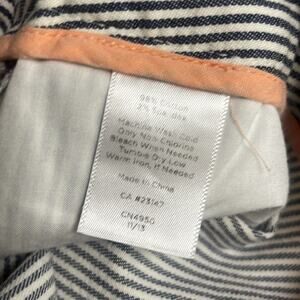 98% Cotton
2% Spandex
Machine Wash Cold
Only Non-Chlorine
Bleach When Needed
Tumble Dry Low
Warm Iron, If Needed
Made in China
CA #23167
CN4950
11/13